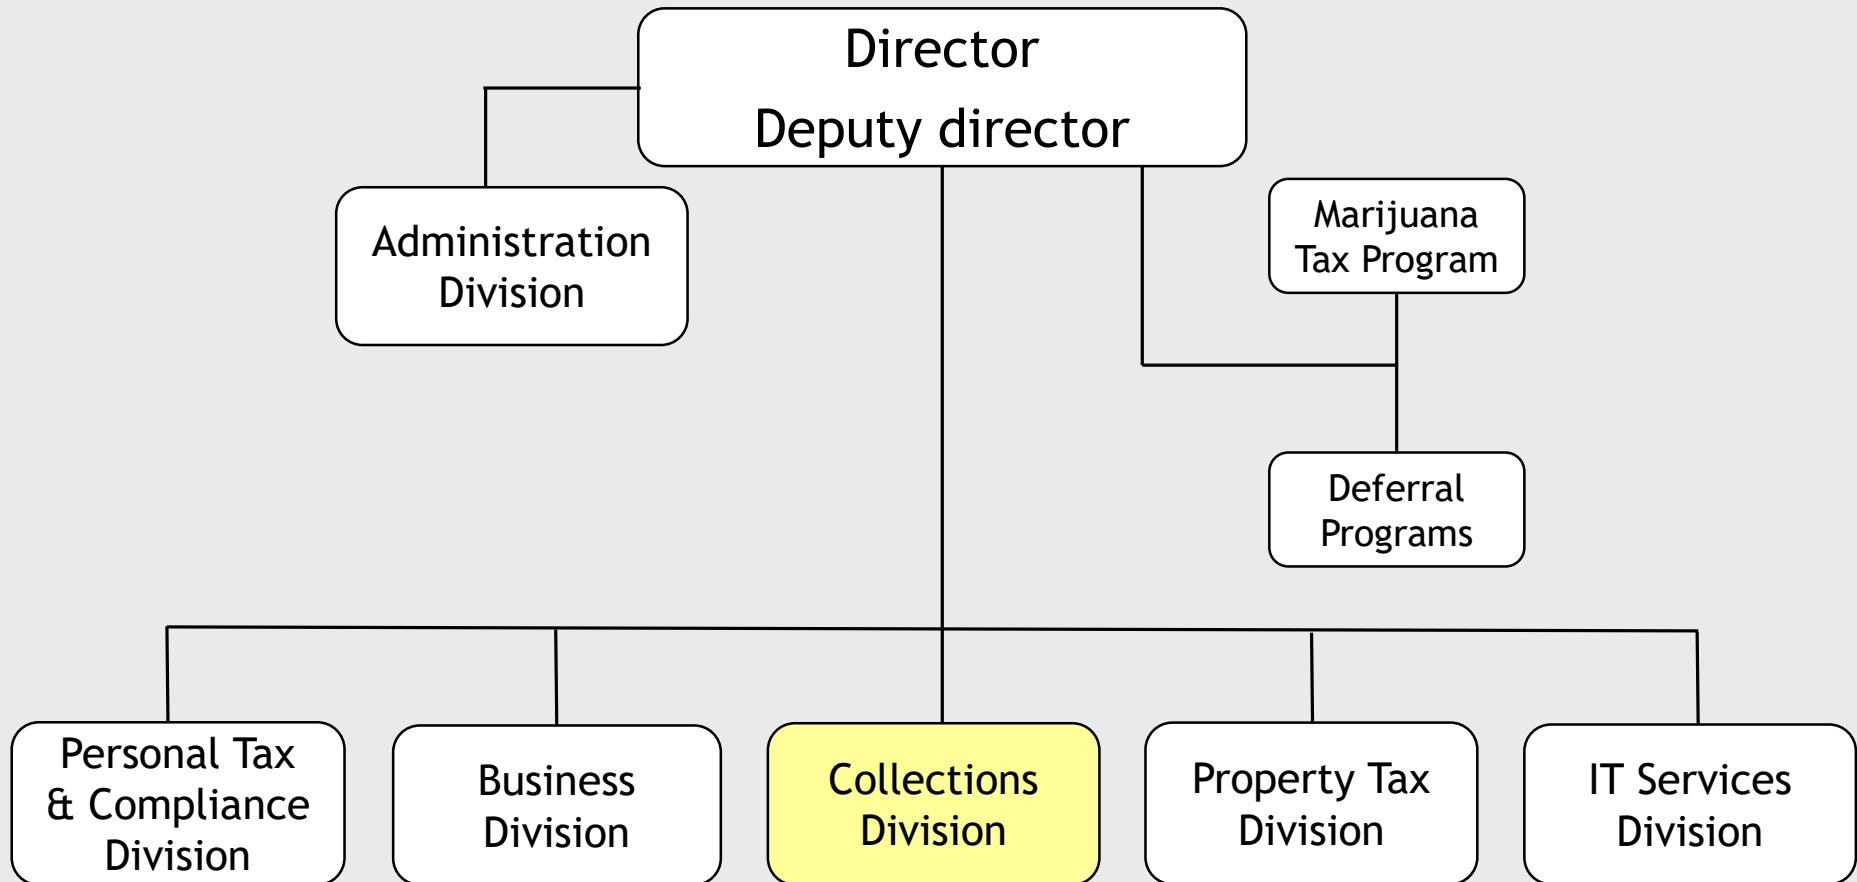 Director
Deputy director
Administration
Division
Marijuana
Tax Program
Deferral
Programs
Personal Tax
& Compliance
Division
Business
Division
Collections
Division
Property Tax
Division
IT Services
Division